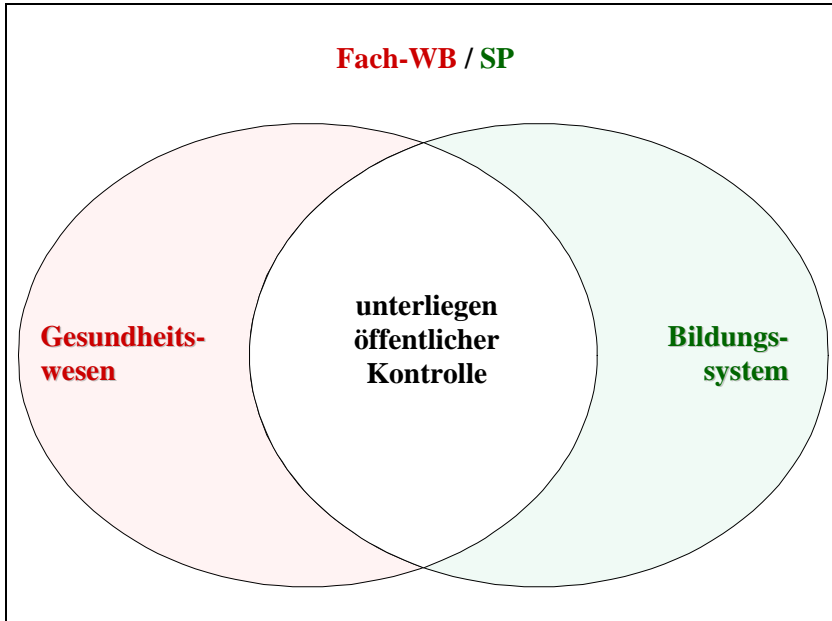 Fach-WB / SP
Gesundheits-
wesen
unterliegen
öffentlicher
Kontrolle
Bildungs-
system